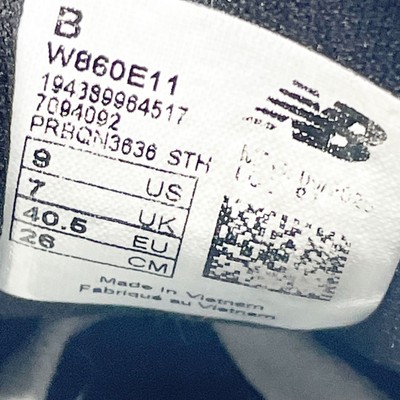 B
W860E11
194389964517
7094092
PRBQN3636 STH
9 US
7 UK
40.5 EU
26 CM
NB
Made in Vietnam
Fabriqué au Vietnam